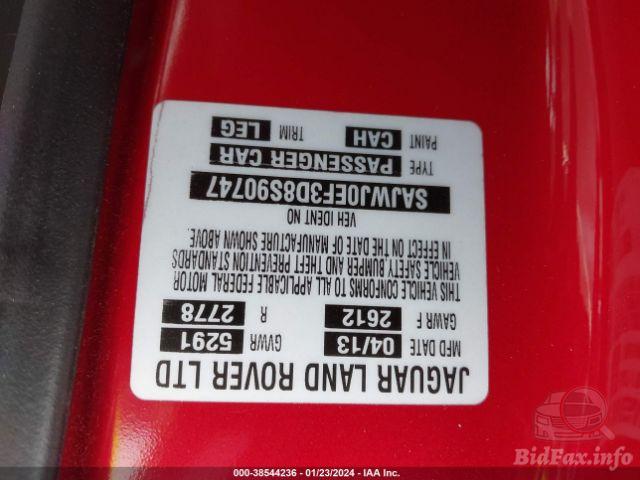 JAGUAR LAND ROVER LTD
MFD DATE 04/13 GVWR 5291
GAWR F 2612 R 2778
THIS VEHICLE CONFORMS TO ALL APPLICABLE FEDERAL MOTOR
VEHICLE SAFETY BUMPER AND THEFT PREVENTION STANDARDS
IN EFFECT ON THE DATE OF MANUFACTURE SHOWN ABOVE.
VEH IDENT NO
SAJWJ0EF3D8S90747
TYPE PASSENGER CAR
PAINT CAH TRIM LEG
000-38544236 - 01/23/2024 - IAA Inc.
BidFax.info